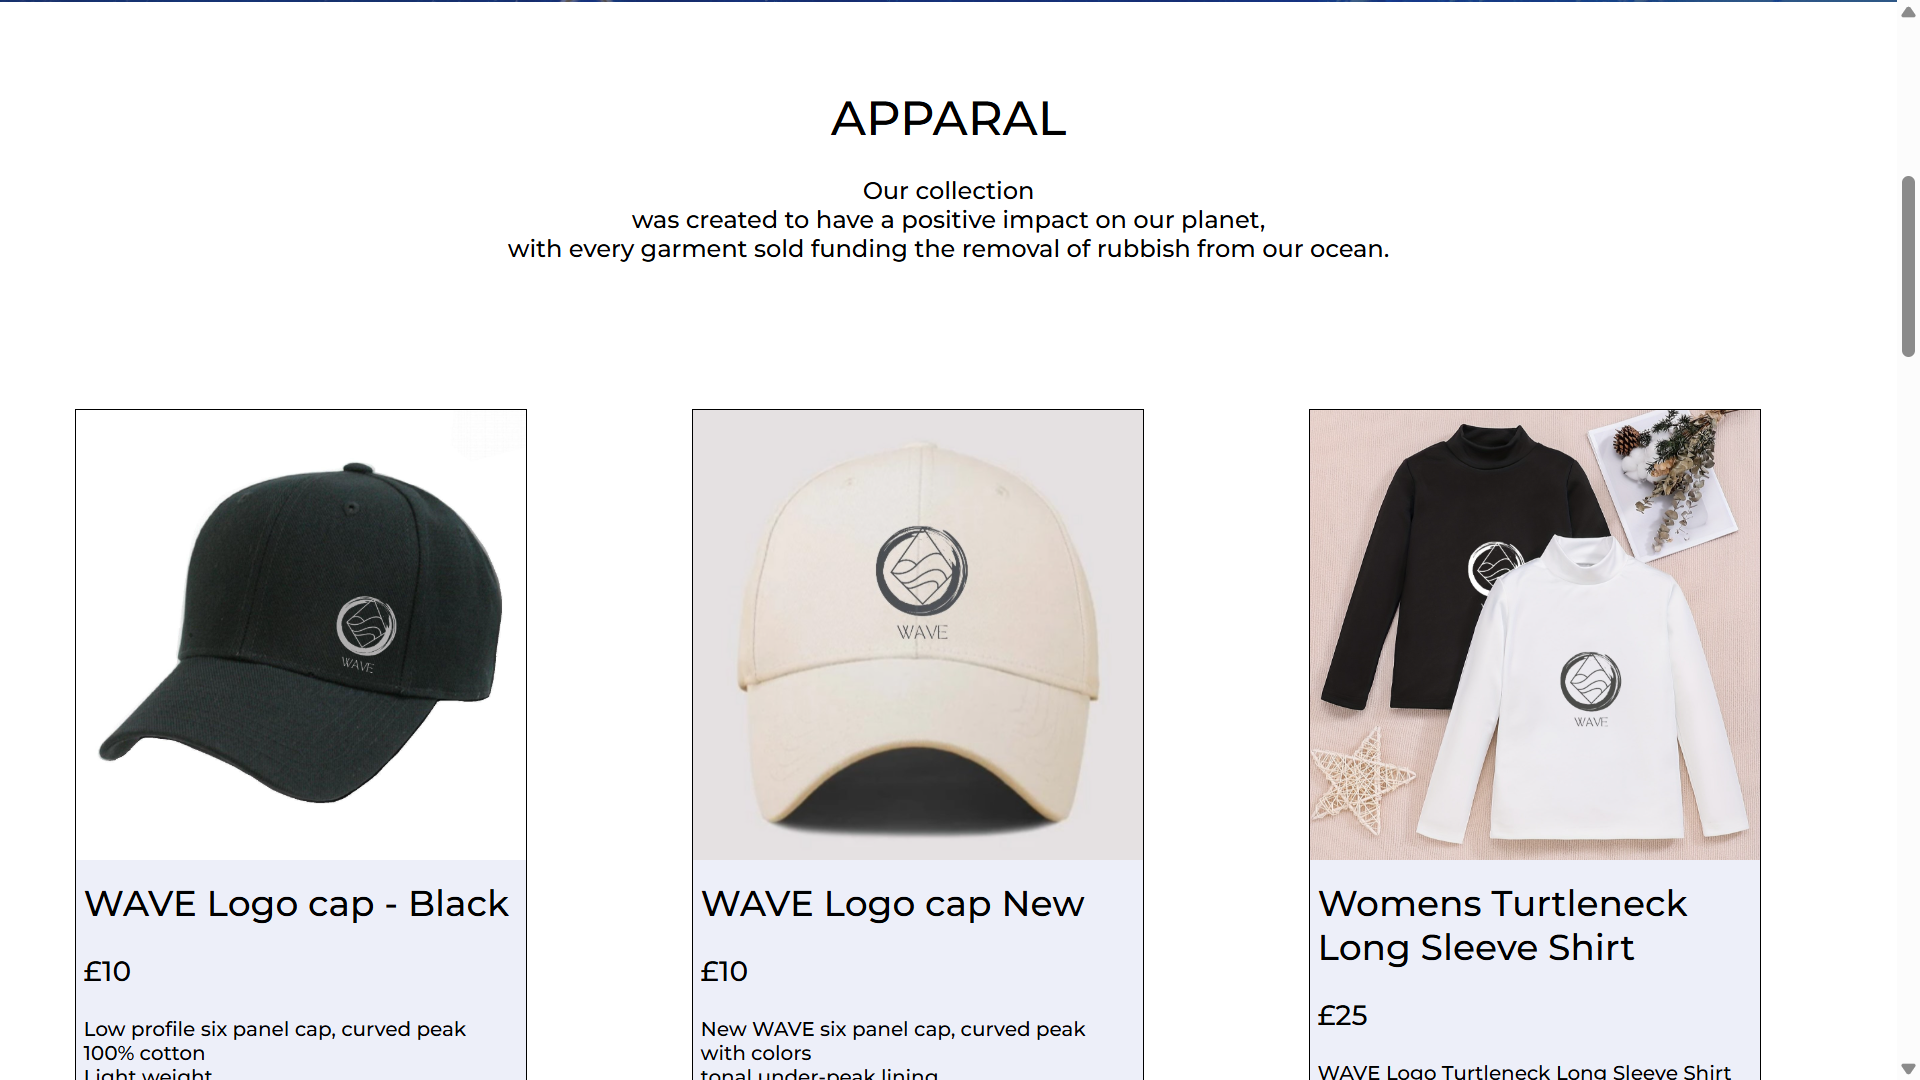 APPARAL
Our collection
was created to have a positive impact on our planet,
with every garment sold funding the removal of rubbish from our ocean.
WAVE
WAVE
WAVE
WAVE Logo cap - Black
£10
Low profile six panel cap, curved peak
100% cotton
Light weight
WAVE Logo cap New
£10
New WAVE six panel cap, curved peak
with colors
tonal under-peak lining
Womens Turtleneck
Long Sleeve Shirt
£25
WAVE Logo Turtleneck Long Sleeve Shirt